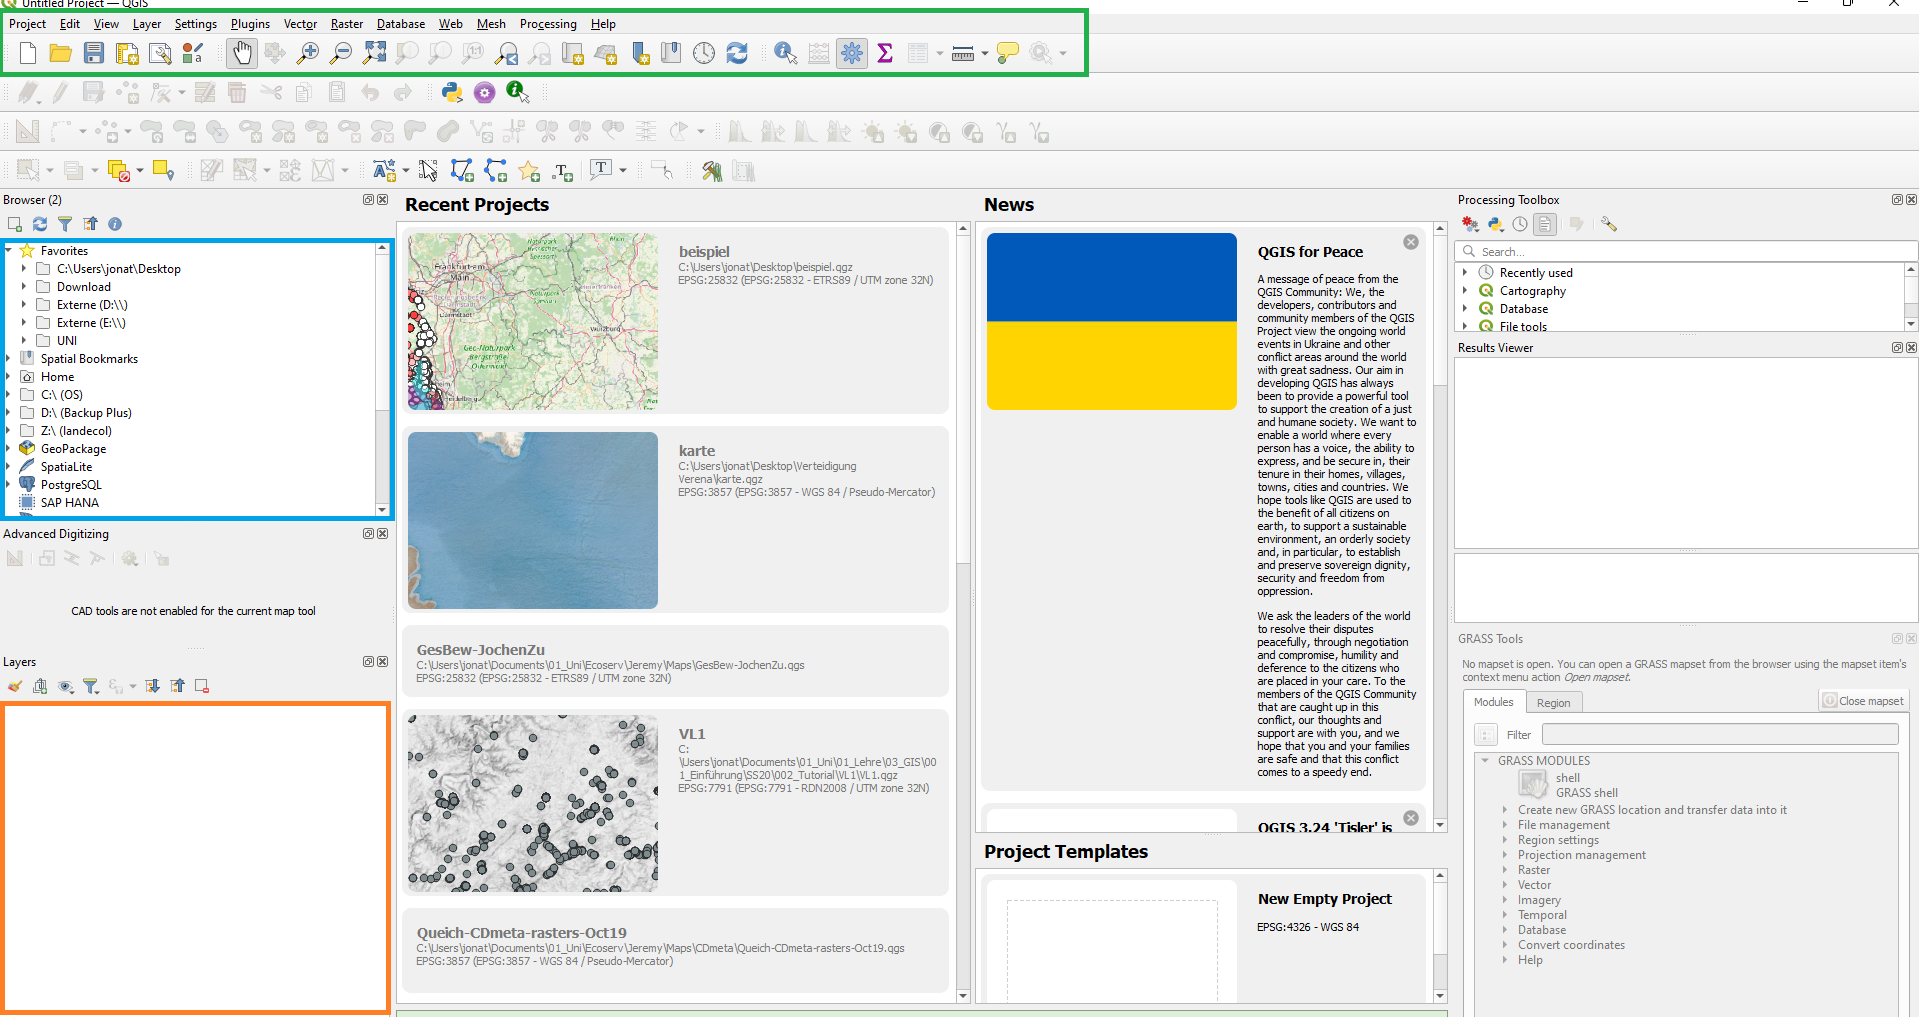 Untitled Project — QGIS
Project Edit View Layer Settings Plugins Vector Raster Database Web Mesh Processing Help
Browser (2)
Favorites
C:\Users\jonat\Desktop
Download
Externe (D:\\)
Externe (E:\\)
UNI
Spatial Bookmarks
Home
C:\ (OS)
D:\ (Backup Plus)
Z:\ (landecol)
GeoPackage
SpatiaLite
PostgreSQL
SAP HANA
Advanced Digitizing
CAD tools are not enabled for the current map tool
Layers
Recent Projects
beispiel
C:\Users\jonat\Desktop\beispiel.qgz
EPSG:25832 (EPSG:25832 - ETRS89 / UTM zone 32N)
karte
C:\Users\jonat\Desktop\Verteidigung
Verena\karte.qgz
EPSG:3857 (EPSG:3857 - WGS 84 / Pseudo-Mercator)
GesBew-JochenZu
C:\Users\jonat\Documents\01_Uni\Ecoserv\Jeremy\Maps\GesBew-JochenZu.qgs
EPSG:25832 (EPSG:25832 - ETRS89 / UTM zone 32N)
VL1
C:
\Users\jonat\Documents\01_Uni\01_Lehre\03_GIS\00
1_Einführung\SS20\002_Tutorial\VL1\VL1.qgz
EPSG:7791 (EPSG:7791 - RDN2008 / UTM zone 32N)
Queich-CDmeta-rasters-Oct19
C:\Users\jonat\Documents\01_Uni\Ecoserv\Jeremy\Maps\CDmeta\Queich-CDmeta-rasters-Oct19.qgs
EPSG:3857 (EPSG:3857 - WGS 84 / Pseudo-Mercator)
News
QGIS for Peace
A message of peace from the
QGIS Community: We, the
developers, contributors and
community members of the QGIS
Project view the ongoing world
events in Ukraine and other
conflict areas around the world
with great sadness. Our aim in
developing QGIS has always
been to provide a powerful tool
to support the creation of a just
and humane society. We want to
enable a world where every
person has a voice, the ability to
express, and be secure in, their
tenure in their homes, villages,
towns, cities and countries. We
hope tools like QGIS are used to
the benefit of all citizens on
earth, to support a sustainable
environment, an orderly society
and, in particular, to establish
and preserve sovereign dignity,
security and freedom from
oppression.
We ask the leaders of the world
to resolve their disputes
peacefully, through negotiation
and compromise, humility and
deference to the citizens who
are placed in your care. To the
members of the QGIS Community
that are caught up in this
conflict, our thoughts and
support are with you, and we
hope that you and your families
are safe and that this conflict
comes to a speedy end.
QGIS 3.24 'Tisler' is
Project Templates
New Empty Project
EPSG:4326 - WGS 84
Processing Toolbox
Search...
Recently used
Cartography
Database
File tools
Results Viewer
GRASS Tools
No mapset is open. You can open a GRASS mapset from the browser using the mapset item's
context menu action Open mapset.
Modules Region Close mapset
Filter
GRASS MODULES
shell
GRASS shell
Create new GRASS location and transfer data into it
File management
Region settings
Projection management
Raster
Vector
Imagery
Temporal
Database
Convert coordinates
Help